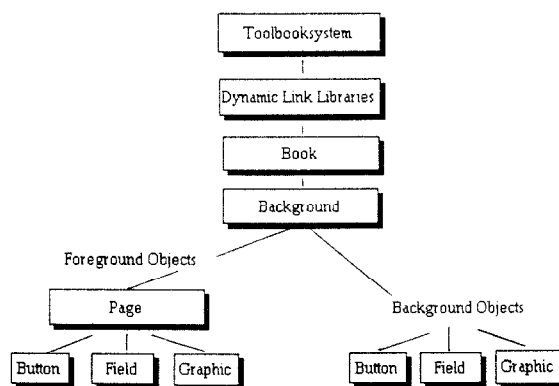 Toolbooksystem
Dynamic Link Libraries
Book
Background
Foreground Objects
Page
Background Objects
Button
Field
Graphic
Button
Field
Graphic